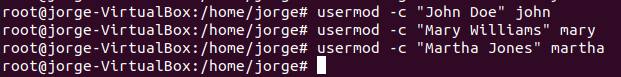 root@jorge-VirtualBox:/home/jorge# usermod -c "John Doe" john
root@jorge-VirtualBox:/home/jorge# usermod -c "Mary Williams" mary
root@jorge-VirtualBox:/home/jorge# usermod -c "Martha Jones" martha
root@jorge-VirtualBox:/home/jorge#